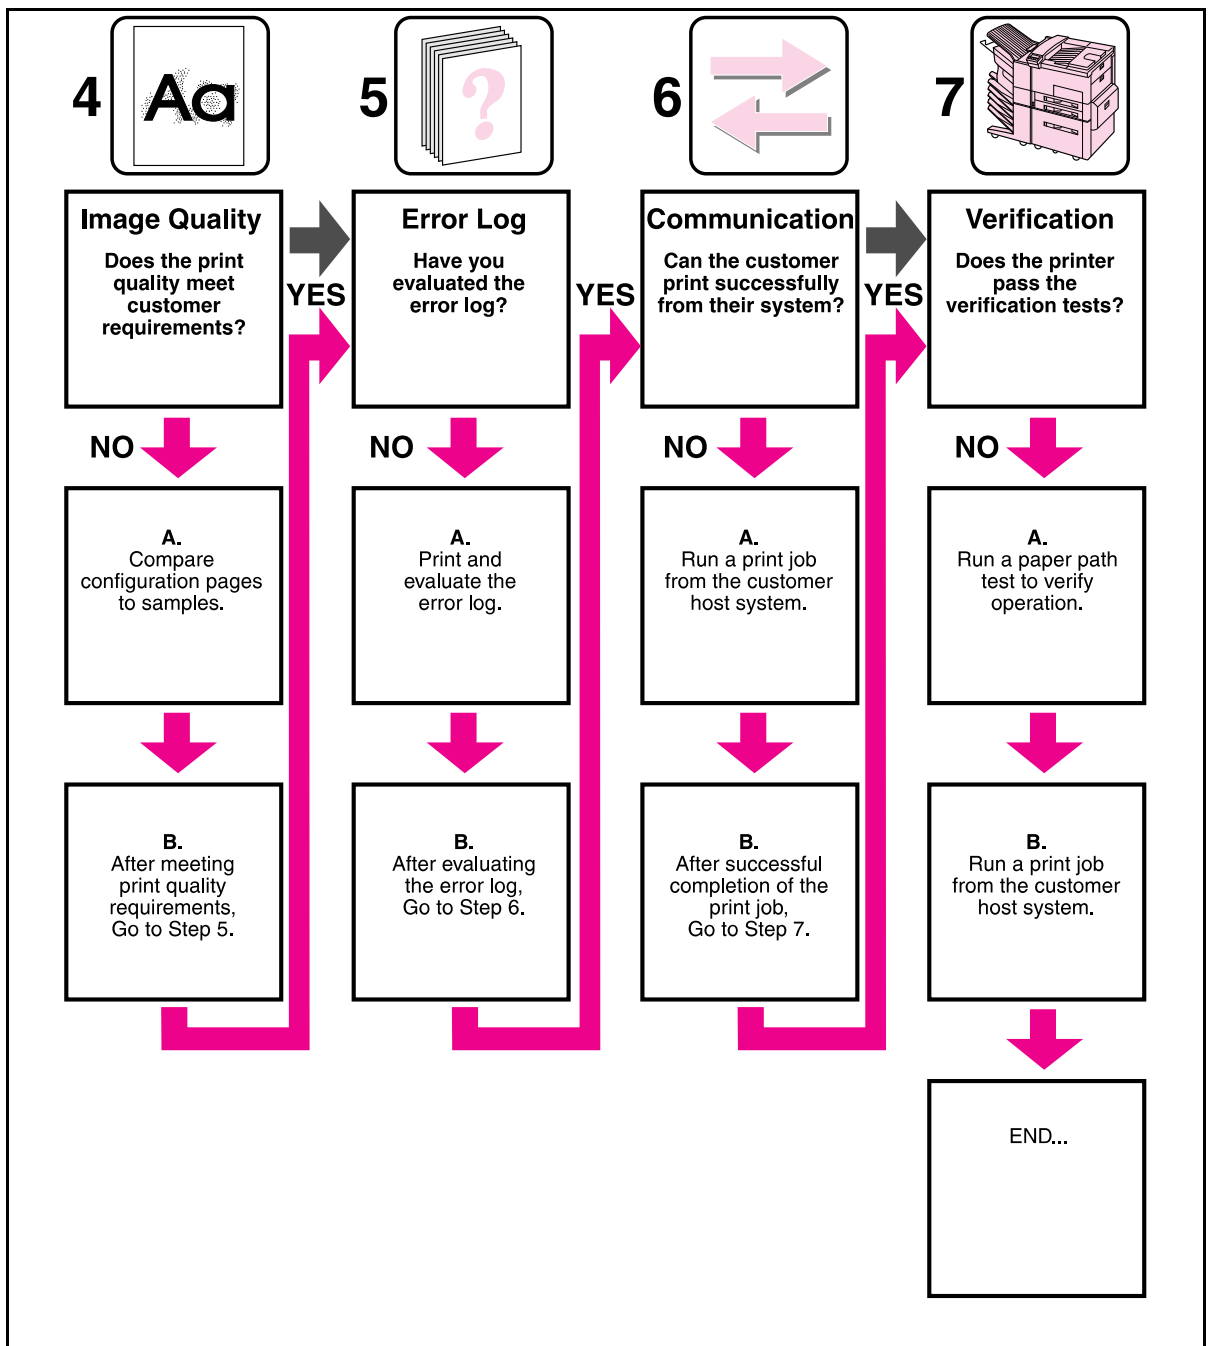 4
Aa
5
?
6
7
Image Quality
Does the print
quality meet
customer
requirements?
YES
Error Log
Have you
evaluated the
error log?
YES
Communication
Can the customer
print successfully
from their system?
YES
Verification
Does the printer
pass the
verification tests?
NO
NO
NO
NO
A.
Compare
configuration pages
to samples.
A.
Print and
evaluate the
error log.
A.
Run a print job
from the customer
host system.
A.
Run a paper path
test to verify
operation.
B.
After meeting
print quality
requirements,
Go to Step 5.
B.
After evaluating
the error log,
Go to Step 6.
B.
After successful
completion of the
print job,
Go to Step 7.
B.
Run a print job
from the customer
host system.
END...